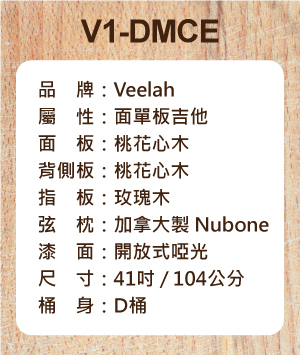 V1-DMCE
品　牌：Veelah
屬　性：面單板吉他
面　板：桃花心木
背側板：桃花心木
指　板：玫瑰木
弦　枕：加拿大製 Nubone
漆　面：開放式啞光
尺　寸：41吋 / 104公分
桶　身：D桶